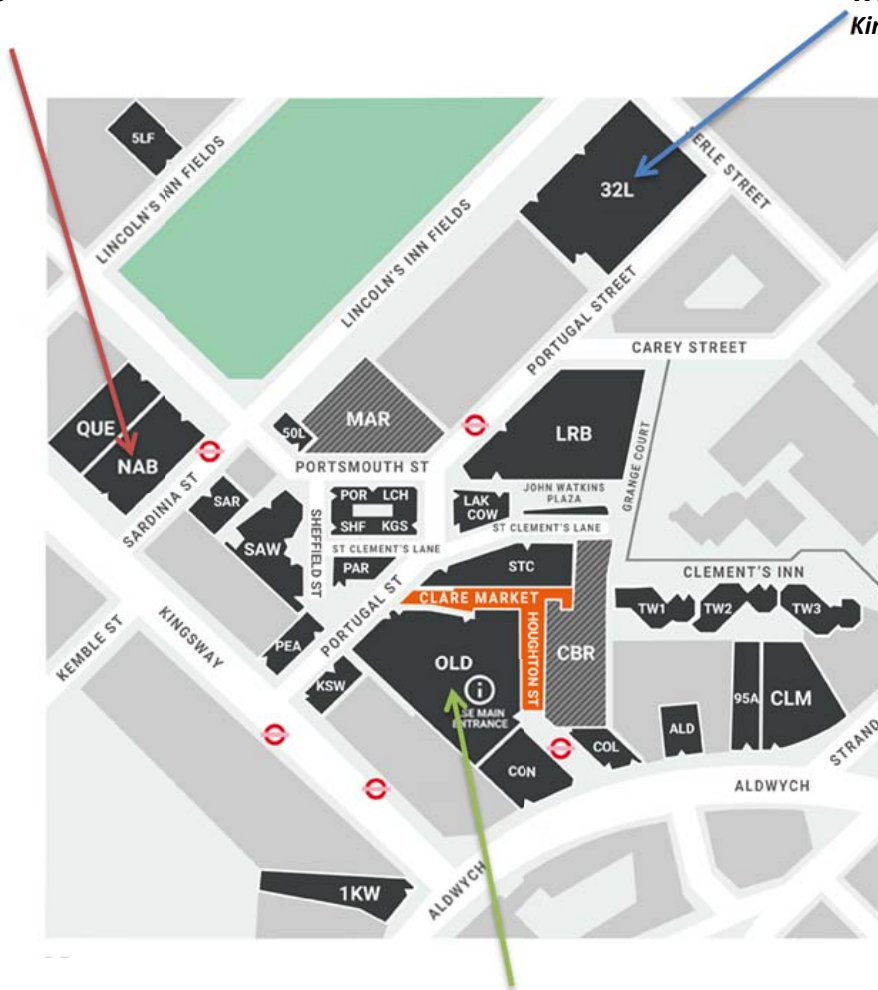 5LF
LINCOLN'S INN FIELDS
32L
LINCOLN'S INN FIELDS
PORTUGAL STREET
STREET
CAREY STREET
QUE
NAB
50L
MAR
LRB
PORTSMOUTH ST
SARDINIA ST
SAR
SAW
SHEFFIELD ST
POR LCH
SHF KGS
LAK
COW
JOHN WATKINS
PLAZA
GRANGE COURT
ST CLEMENT'S LANE
ST CLEMENT'S LANE
PAR
STC
CLEMENT'S INN
PORTUGAL ST
CLARE MARKET
HOUGHTON ST
TW1
TW2
TW3
KEMBLE ST
KINGSWAY
PEA
KSW
OLD
MAIN
ENTRANCE
CBR
95A
CLM
ALD
COL
CON
STRAND
ALDWYCH
1KW
ALDWYCH